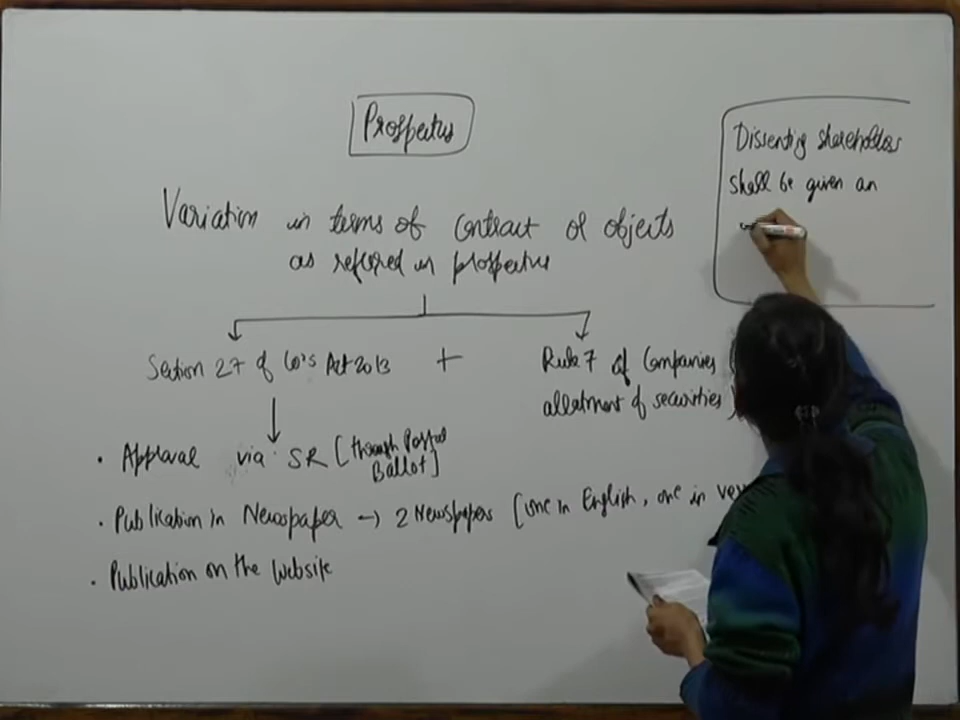 Prospectus
Variation in terms of contract or objects
as refered in prospectus
Section 27 of Co's Act 2013 + Rule 7 of Companies (
allotment of securities)
• Approval via SR [through Postal
Ballot]
• Publication in Newspaper → 2 Newspapers [one in English, one in ver
• Publication on the Website
Dissenting shareholders
shall be given an